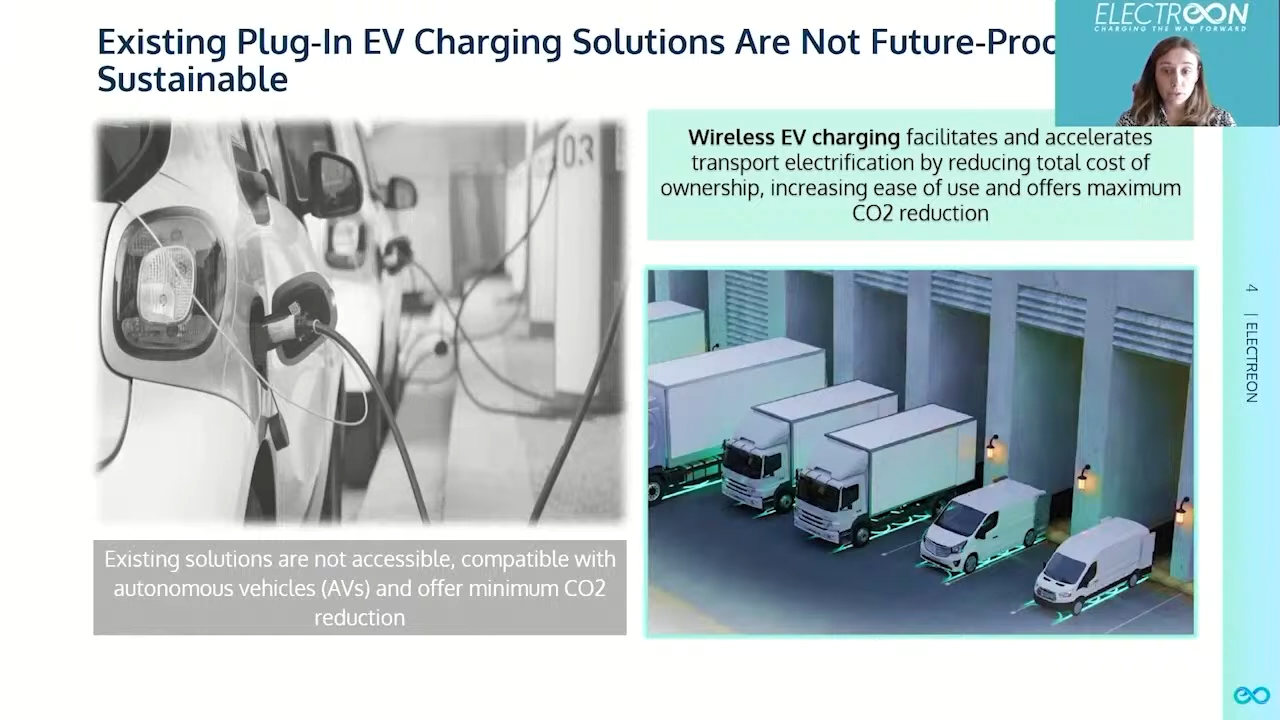 Existing Plug-In EV Charging Solutions Are Not Future-Proo
Sustainable
ELECTREON
CHARGING THE WAY FORWARD
03
Wireless EV charging facilitates and accelerates
transport electrification by reducing total cost of
ownership, increasing ease of use and offers maximum
CO2 reduction
Existing solutions are not accessible, compatible with
autonomous vehicles (AVs) and offer minimum CO2
reduction
4 | ELECTREON